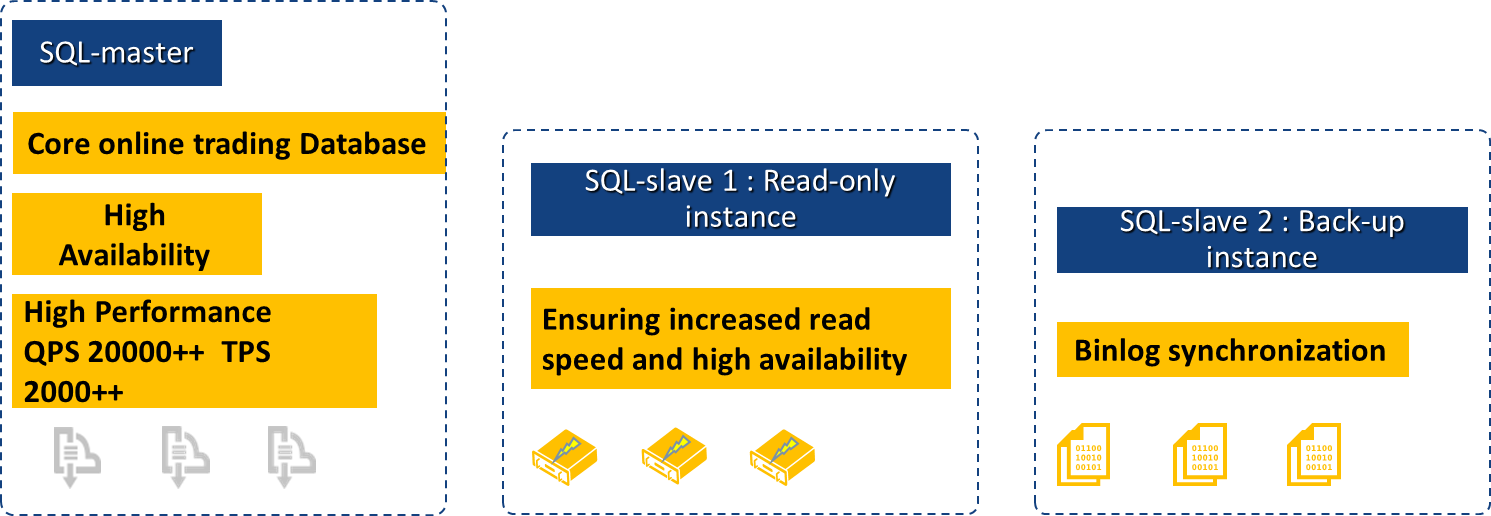 SQL-master
Core online trading Database
High
Availability
High Performance
QPS 20000++  TPS
2000++
SQL-slave 1 : Read-only
instance
Ensuring increased read
speed and high availability
SQL-slave 2 : Back-up
instance
Binlog synchronization
01100
10010
00101
01100
10010
00101
01100
10010
00101